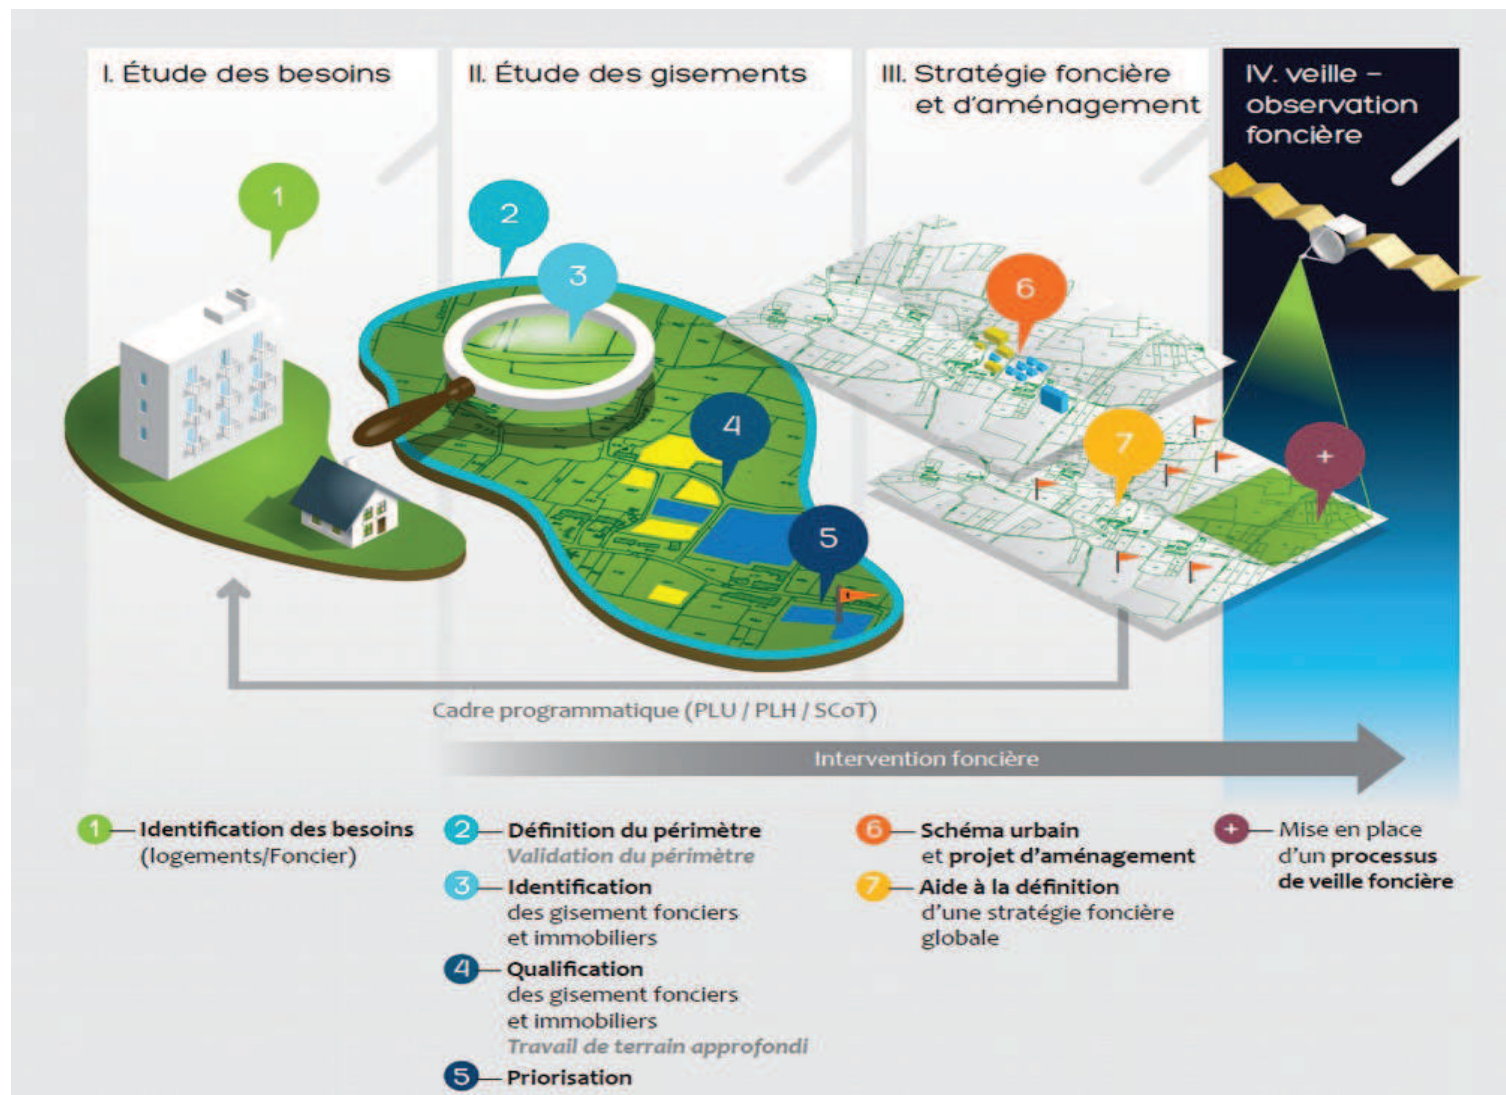 I. Étude des besoins
II. Étude des gisements
III. Stratégie foncière
et d'aménagement
IV. veille –
observation
foncière
1
2
3
4
5
1
6
7
+
Cadre programmatique (PLU / PLH / SCoT)
Intervention foncière
1 Identification des besoins
(logements/Foncier)
2 Définition du périmètre
Validation du périmètre
3 Identification
des gisement fonciers
et immobiliers
4 Qualification
des gisement fonciers
et immobiliers
Travail de terrain approfondi
5 Priorisation
6 Schéma urbain
et projet d'aménagement
7 Aide à la définition
d'une stratégie foncière
globale
+ Mise en place
d'un processus
de veille foncière